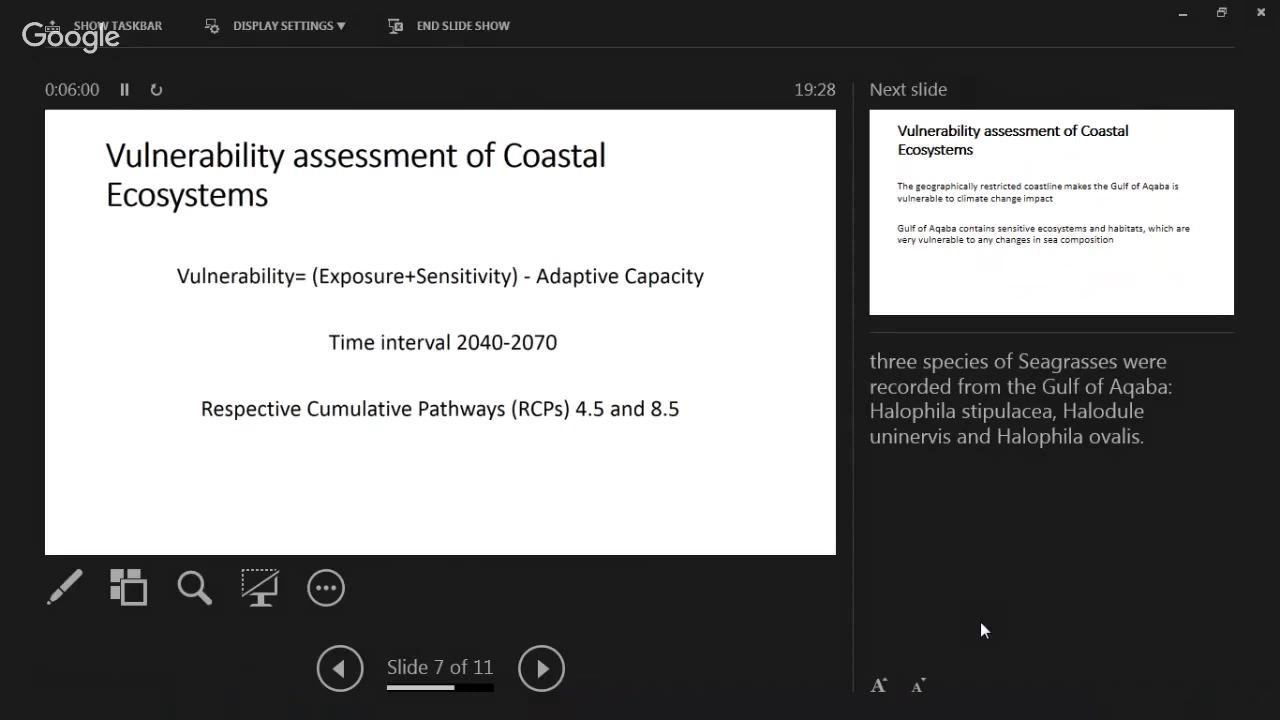 SHOW TASKBAR
DISPLAY SETTINGS ▼
END SLIDE SHOW
Google
0:06:00
19:28
Next slide
Vulnerability assessment of Coastal
Ecosystems
Vulnerability= (Exposure+Sensitivity) - Adaptive Capacity
Time interval 2040-2070
Respective Cumulative Pathways (RCPs) 4.5 and 8.5
Vulnerability assessment of Coastal
Ecosystems
The geographically restricted coastline makes the Gulf of Aqaba is
vulnerable to climate change impact
Gulf of Aqaba contains sensitive ecosystems and habitats, which are
very vulnerable to any changes in sea composition
three species of Seagrasses were
recorded from the Gulf of Aqaba:
Halophila stipulacea, Halodule
uninervis and Halophila ovalis.
Slide 7 of 11
A A